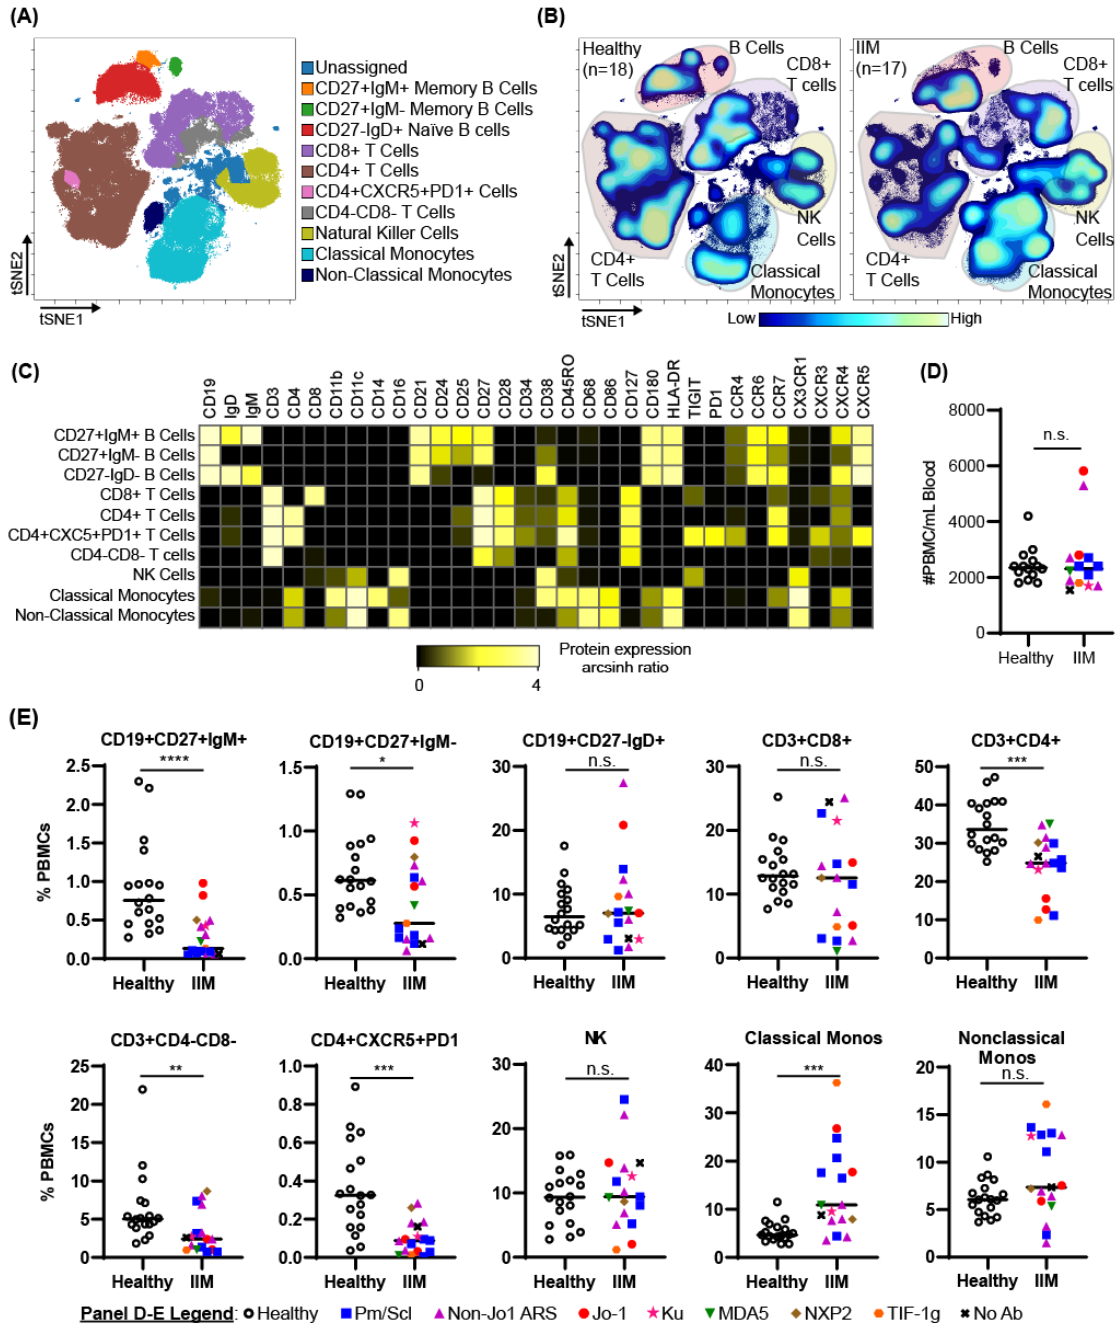 (A)
Unassigned
CD27+IgM+ Memory B Cells
CD27+IgM- Memory B Cells
CD27-IgD+ Naïve B cells
CD8+ T Cells
CD4+ T Cells
CD4+CXCR5+PD1+ Cells
CD4-CD8- T Cells
Natural Killer Cells
Classical Monocytes
Non-Classical Monocytes
tSNE2
tSNE1
(B)
Healthy
(n=18)
B Cells
CD8+
T cells
NK
Cells
CD4+
T Cells
Classical
Monocytes
IIM
(n=17)
B Cells
CD8+
T cells
NK
Cells
CD4+
T Cells
Classical
Monocytes
tSNE2
tSNE1
Low
High
(C)
CD19 IgD IgM CD3 CD4 CD8 CD11b CD11c CD14 CD16 CD21 CD24 CD25 CD27 CD28 CD34 CD38 CD45RO CD68 CD86 CD127 CD180 HLA-DR TIGIT PD1 CCR4 CCR6 CCR7 CX3CR1 CXCR3 CXCR4 CXCR5
CD27+IgM+ B Cells
CD27+IgM- B Cells
CD27-IgD- B Cells
CD8+ T Cells
CD4+ T Cells
CD4+CXC5+PD1+ T Cells
CD4-CD8- T cells
NK Cells
Classical Monocytes
Non-Classical Monocytes
0
4
Protein expression
arcsinh ratio
(D)
#PBMC/mL Blood
8000
6000
4000
2000
0
n.s.
Healthy
IIM
(E)
CD19+CD27+IgM+
% PBMCs
2.5
2.0
1.5
1.0
0.5
0.0
****
Healthy IIM
CD19+CD27+IgM-
1.5
1.0
0.5
0.0
*
Healthy IIM
CD19+CD27-IgD+
30
20
10
0
n.s.
Healthy IIM
CD3+CD8+
30
20
10
0
n.s.
Healthy IIM
CD3+CD4+
50
40
30
20
10
0
***
Healthy IIM
CD3+CD4-CD8-
% PBMCs
25
20
15
10
5
0
**
Healthy IIM
CD4+CXCR5+PD1
1.0
0.8
0.6
0.4
0.2
0.0
***
Healthy IIM
NK
30
20
10
0
n.s.
Healthy IIM
Classical Monos
40
30
20
10
0
***
Healthy IIM
Nonclassical
Monos
20
15
10
5
0
n.s.
Healthy IIM
Panel D-E Legend: Healthy Pm/Scl Non-Jo1 ARS Jo-1 Ku MDA5 NXP2 TIF-1g No Ab